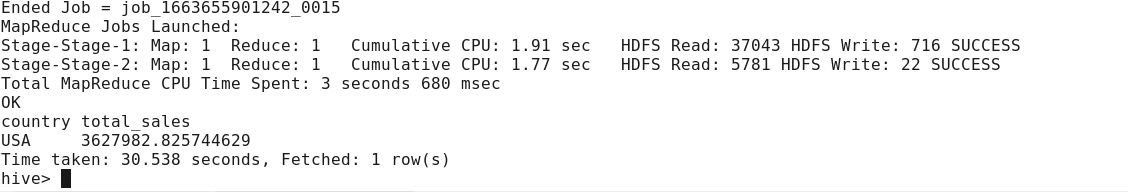 Ended Job = job_1663655901242_0015
MapReduce Jobs Launched:
Stage-Stage-1: Map: 1  Reduce: 1   Cumulative CPU: 1.91 sec   HDFS Read: 37043 HDFS Write: 716 SUCCESS
Stage-Stage-2: Map: 1  Reduce: 1   Cumulative CPU: 1.77 sec   HDFS Read: 5781 HDFS Write: 22 SUCCESS
Total MapReduce CPU Time Spent: 3 seconds 680 msec
OK
country total_sales
USA     3627982.825744629
Time taken: 30.538 seconds, Fetched: 1 row(s)
hive>